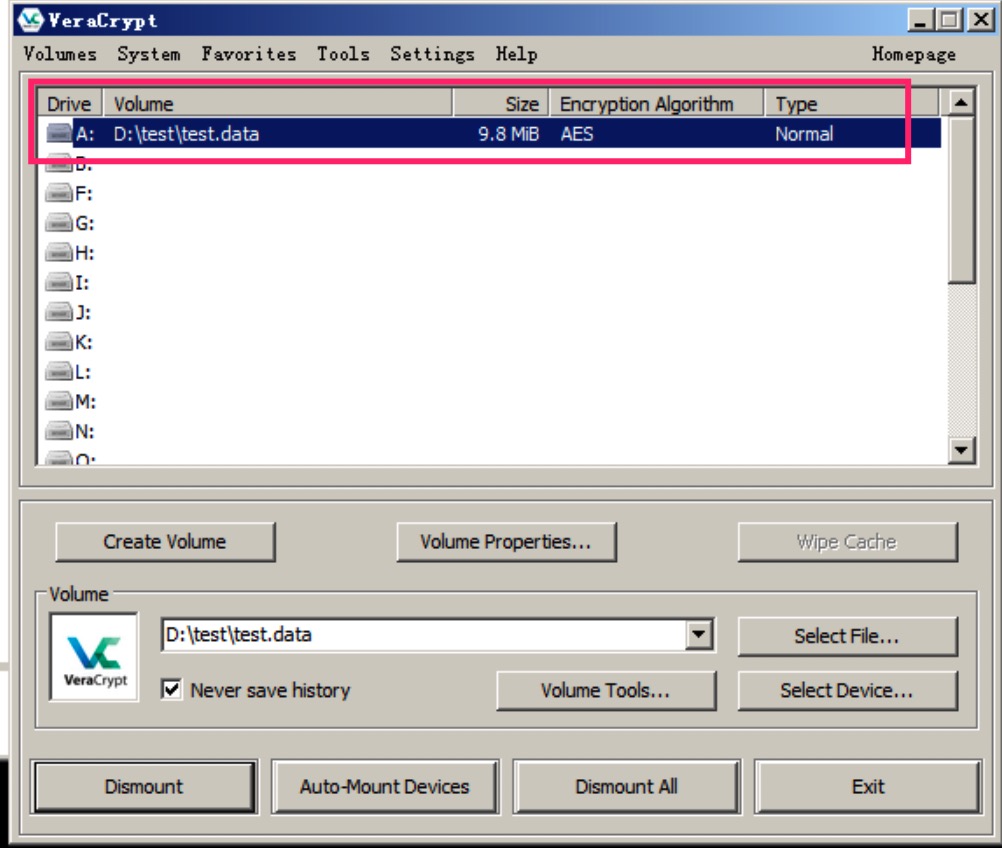 VeraCrypt
Volumes System Favorites Tools Settings Help Homepage
Drive Volume Size Encryption Algorithm Type
A: D:\test\test.data 9.8 MiB AES Normal
B:
F:
G:
H:
I:
J:
K:
L:
M:
N:
O:
Create Volume Volume Properties... Wipe Cache
Volume
D:\test\test.data Select File...
VeraCrypt
Never save history Volume Tools... Select Device...
Dismount Auto-Mount Devices Dismount All Exit